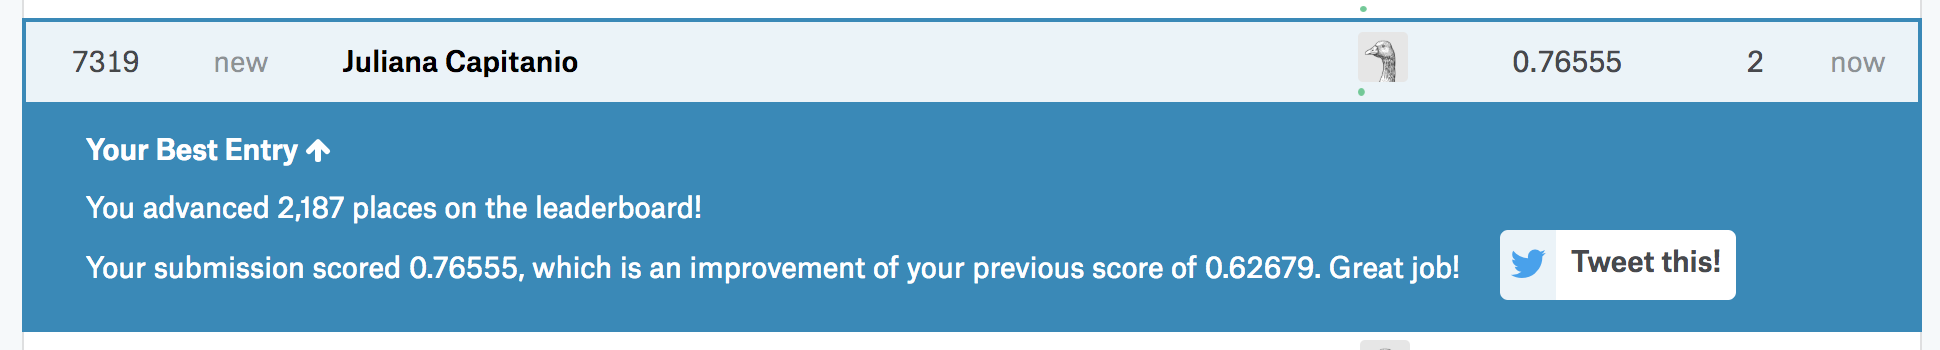 7319 new Juliana Capitanio 0.76555 2 now
Your Best Entry
You advanced 2,187 places on the leaderboard!
Your submission scored 0.76555, which is an improvement of your previous score of 0.62679. Great job!
Tweet this!